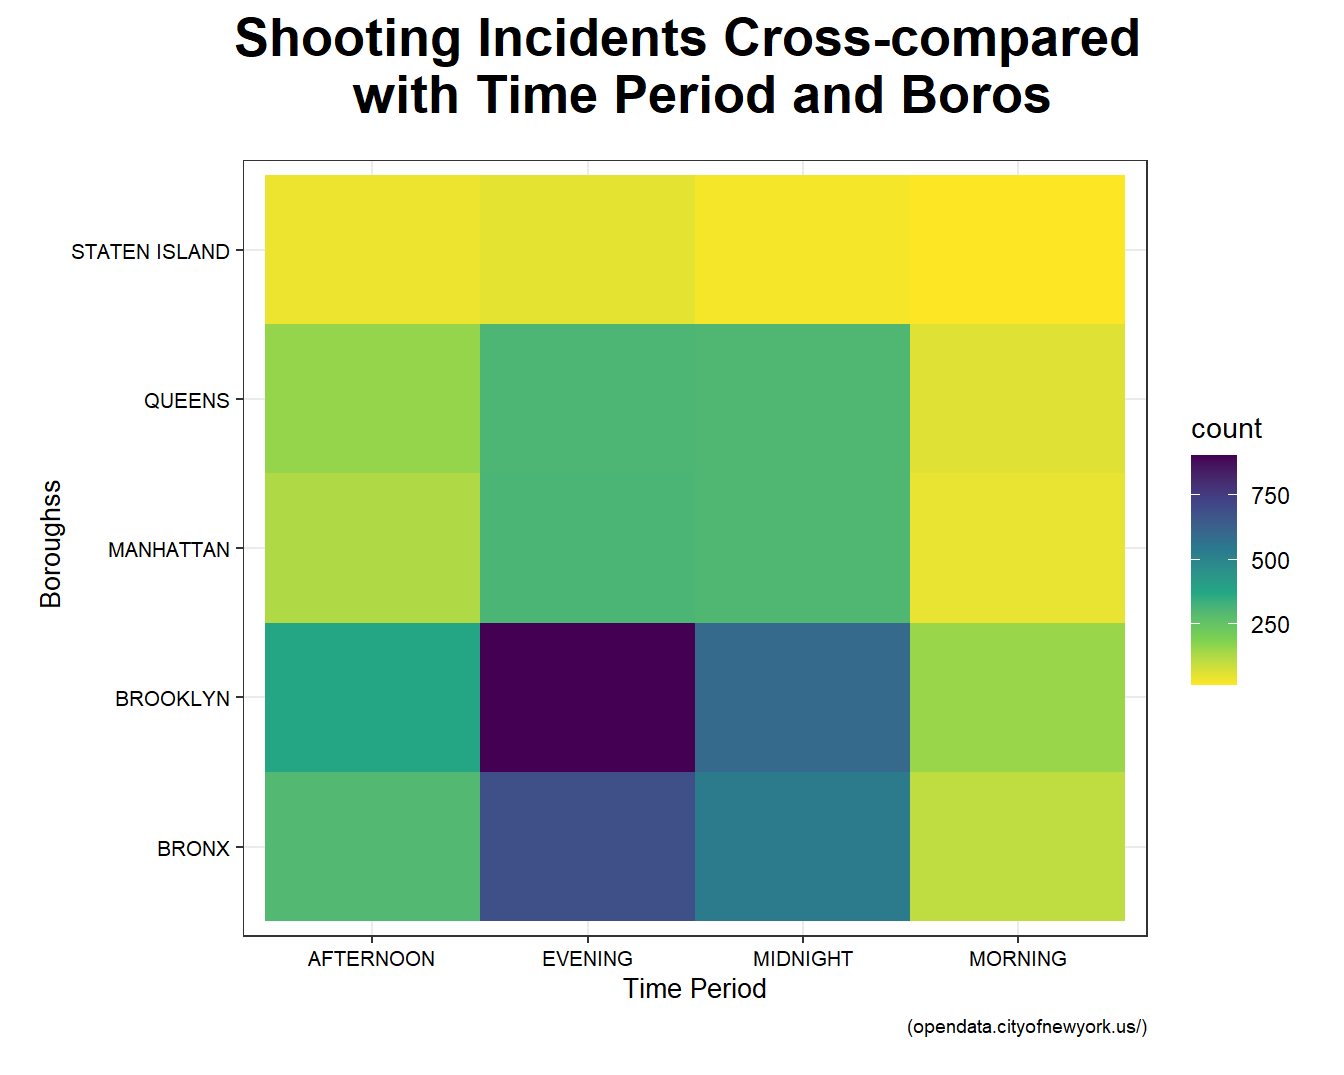 Shooting Incidents Cross-compared
with Time Period and Boros
STATEN ISLAND
QUEENS
MANHATTAN
BROOKLYN
BRONX
Boroughss
AFTERNOON EVENING MIDNIGHT MORNING
Time Period
count
750
500
250
(opendata.cityofnewyork.us/)